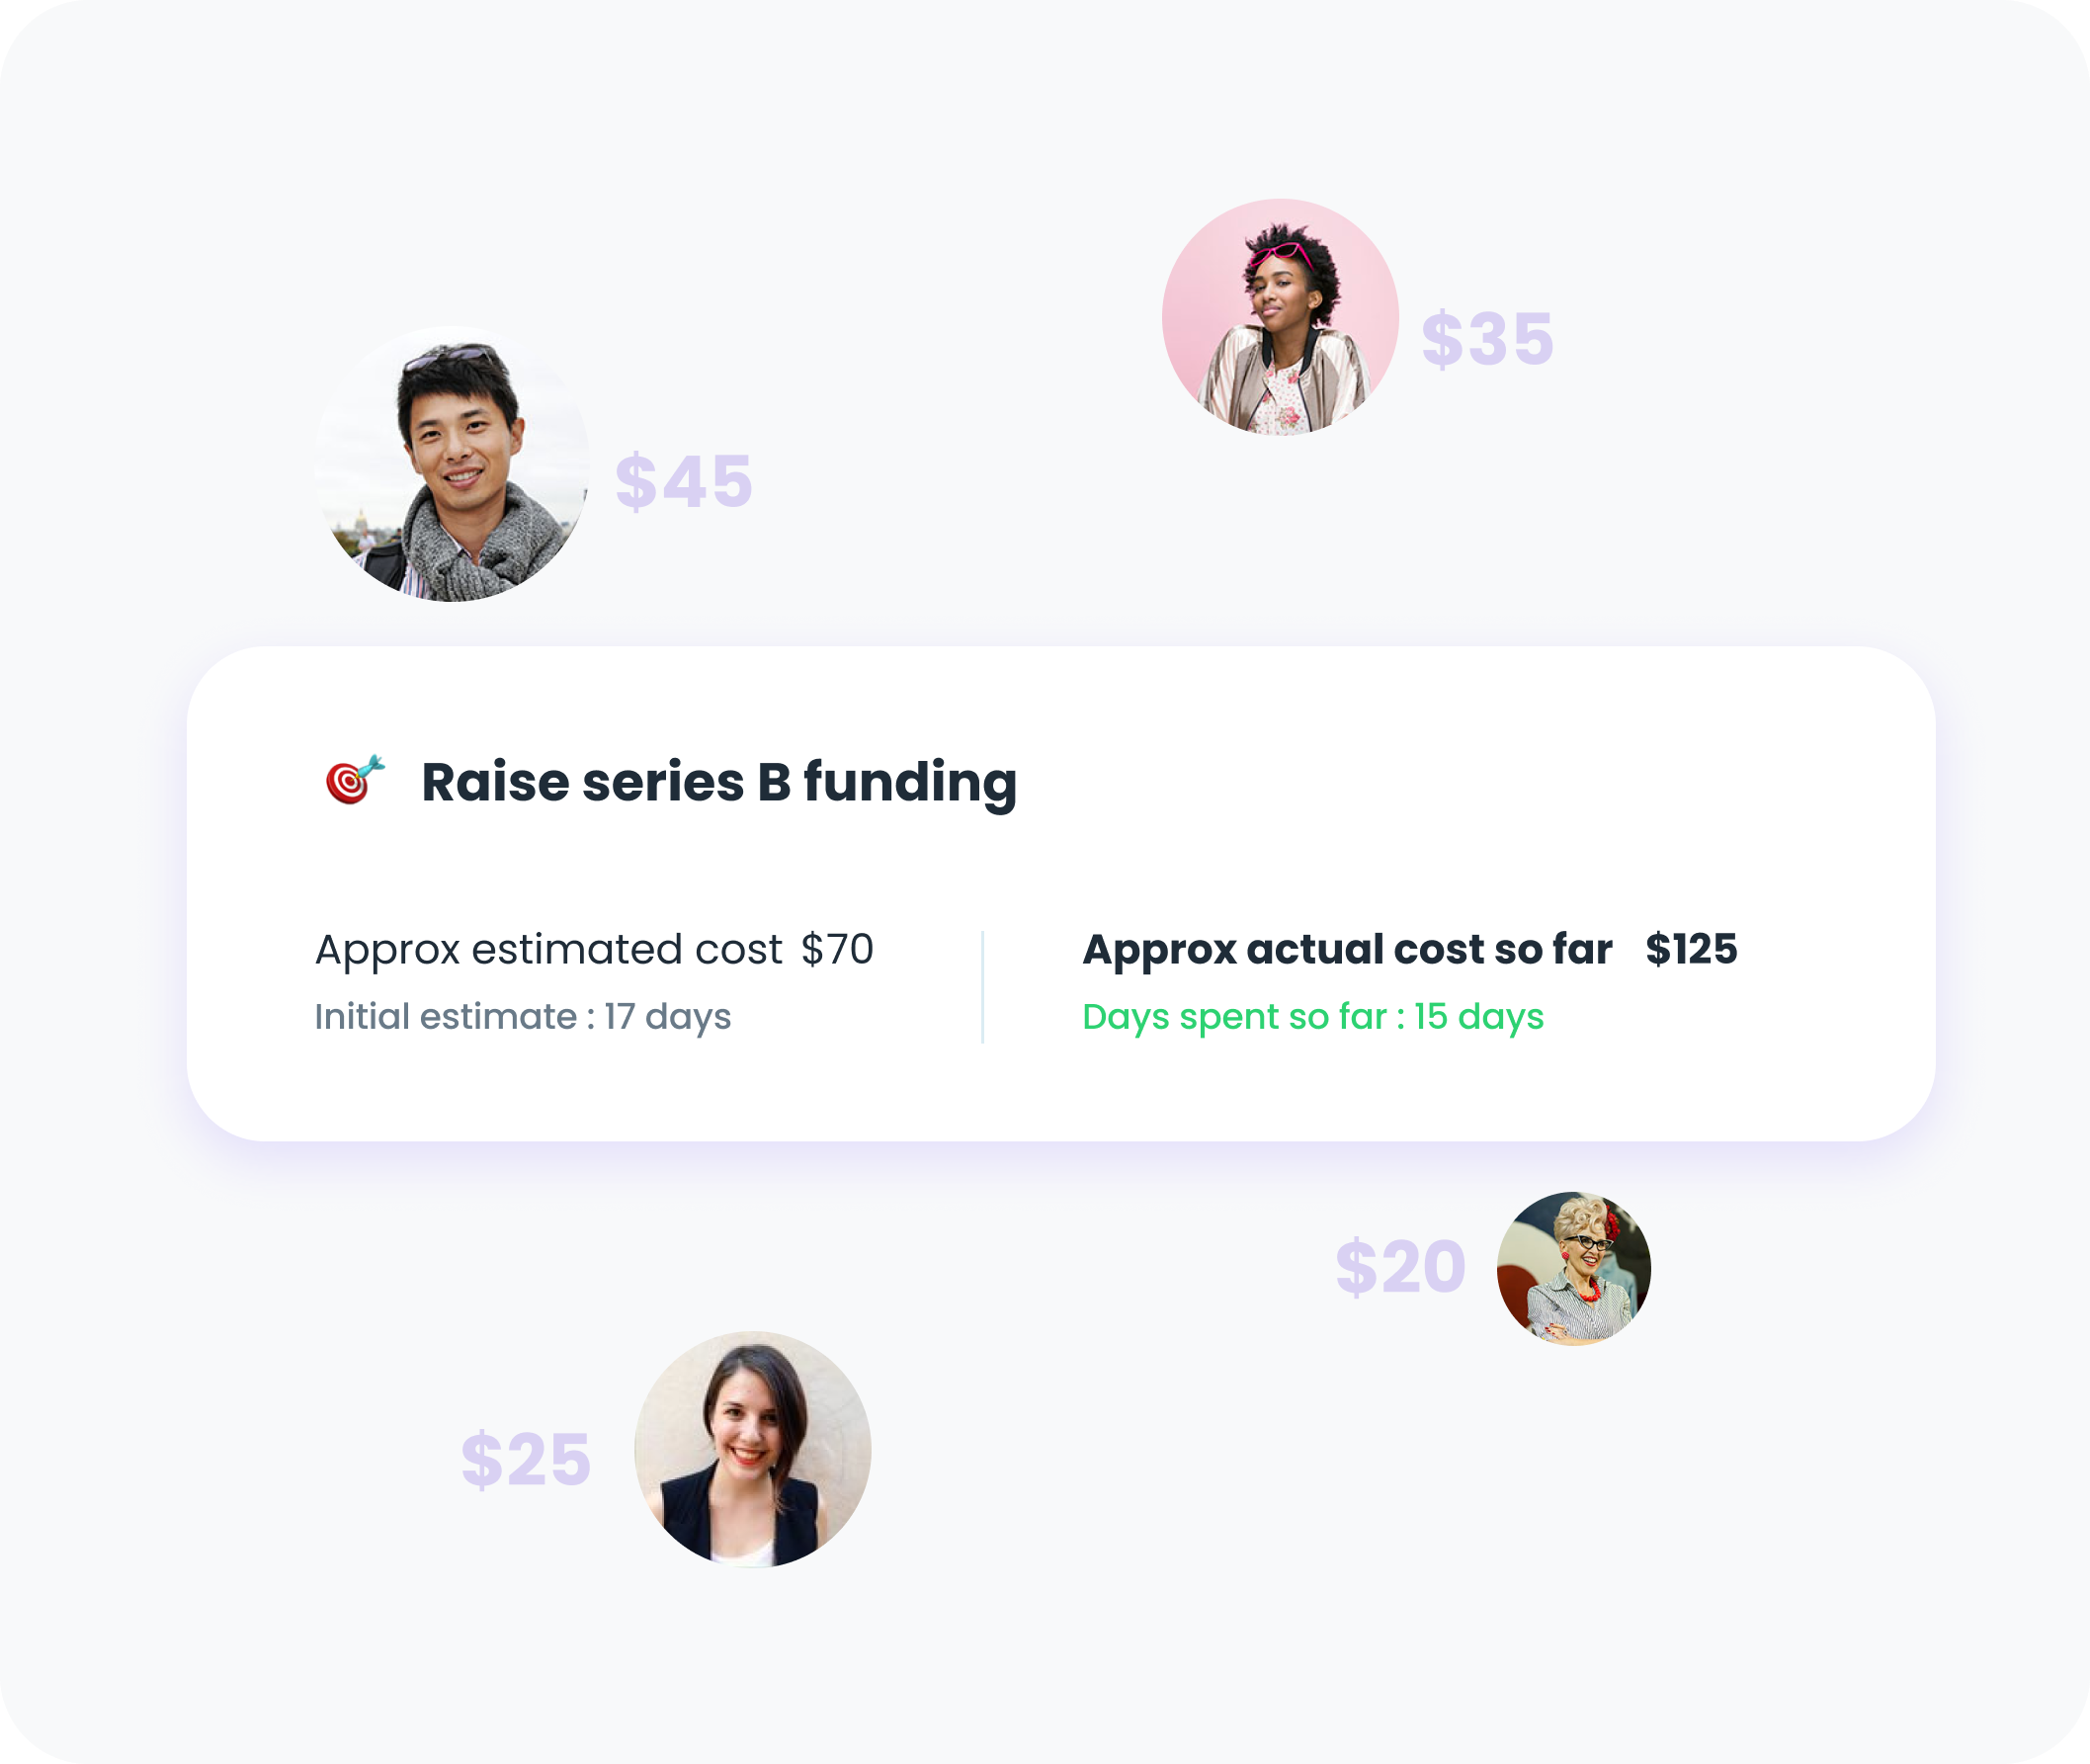 $35
$45
Raise series B funding
Approx estimated cost $70
Initial estimate : 17 days
Approx actual cost so far $125
Days spent so far : 15 days
$20
$25